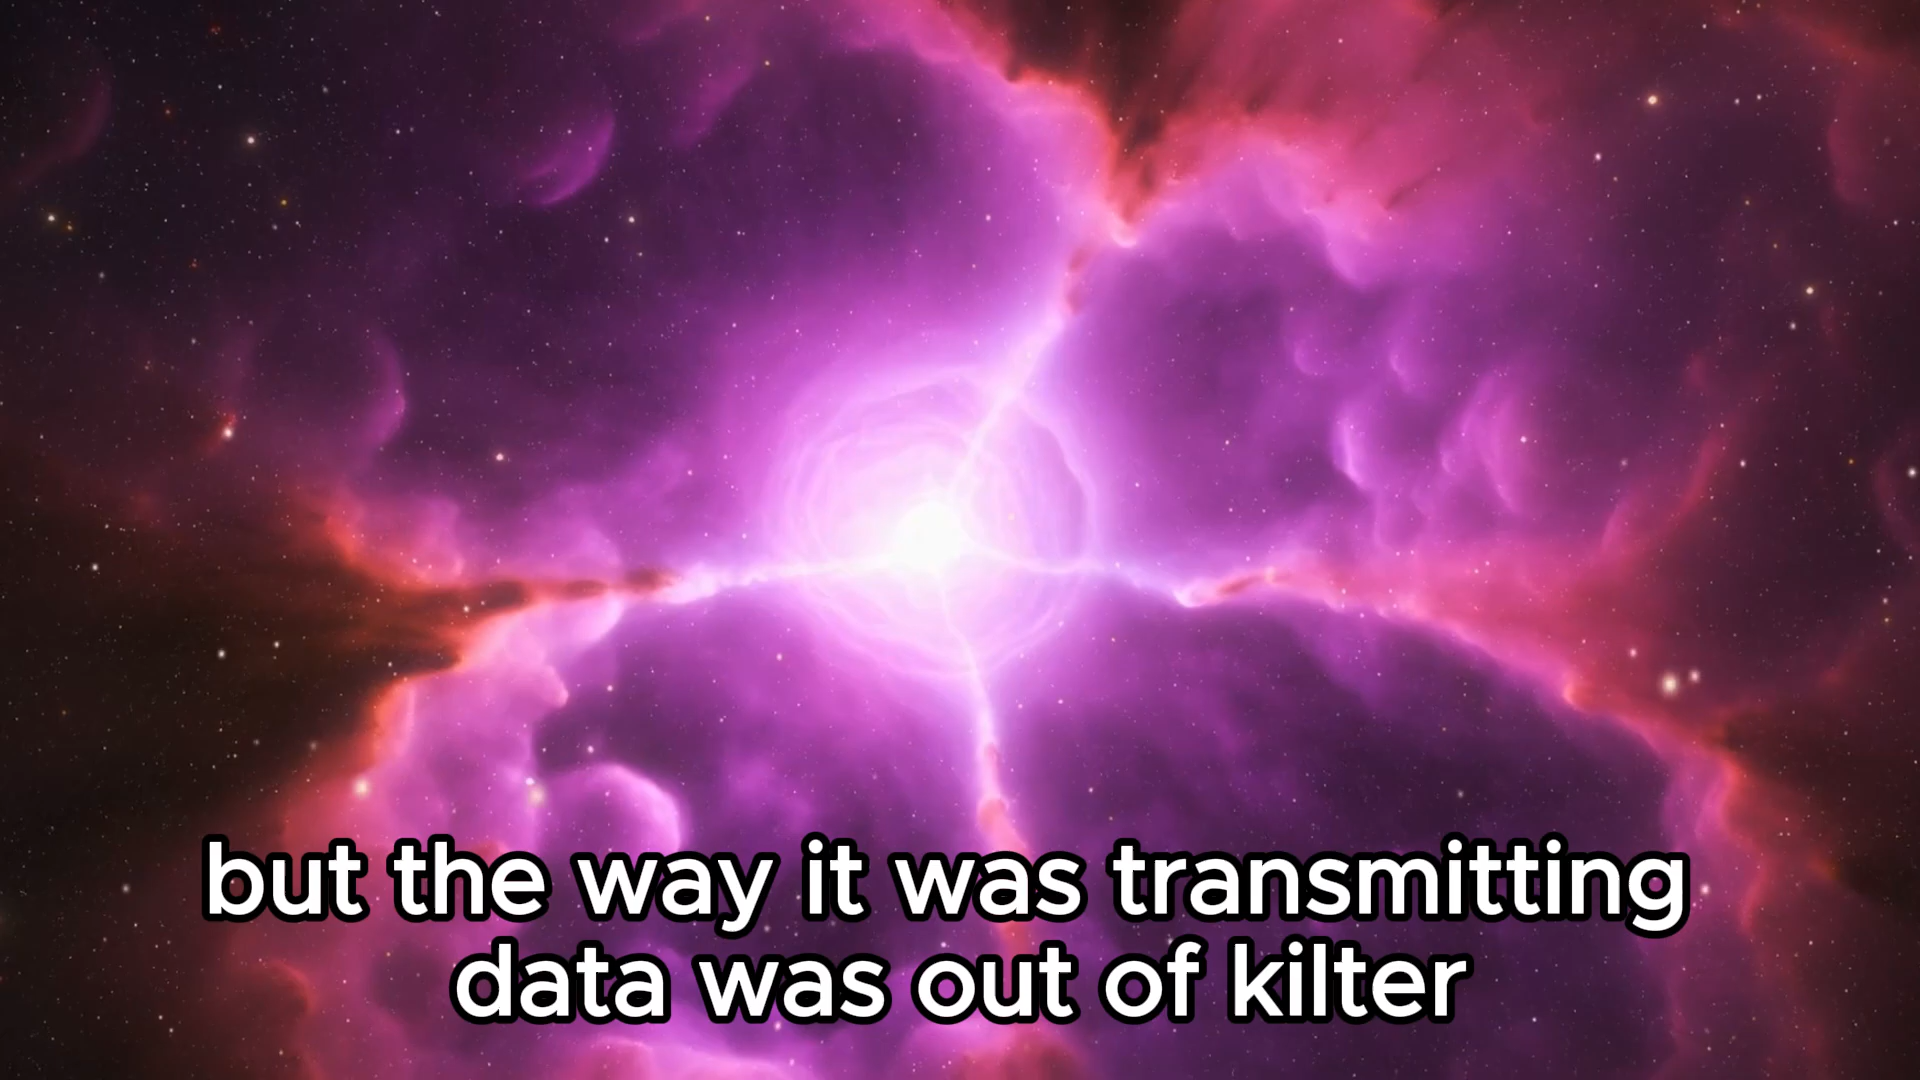 but the way it was transmitting
data was out of kilter